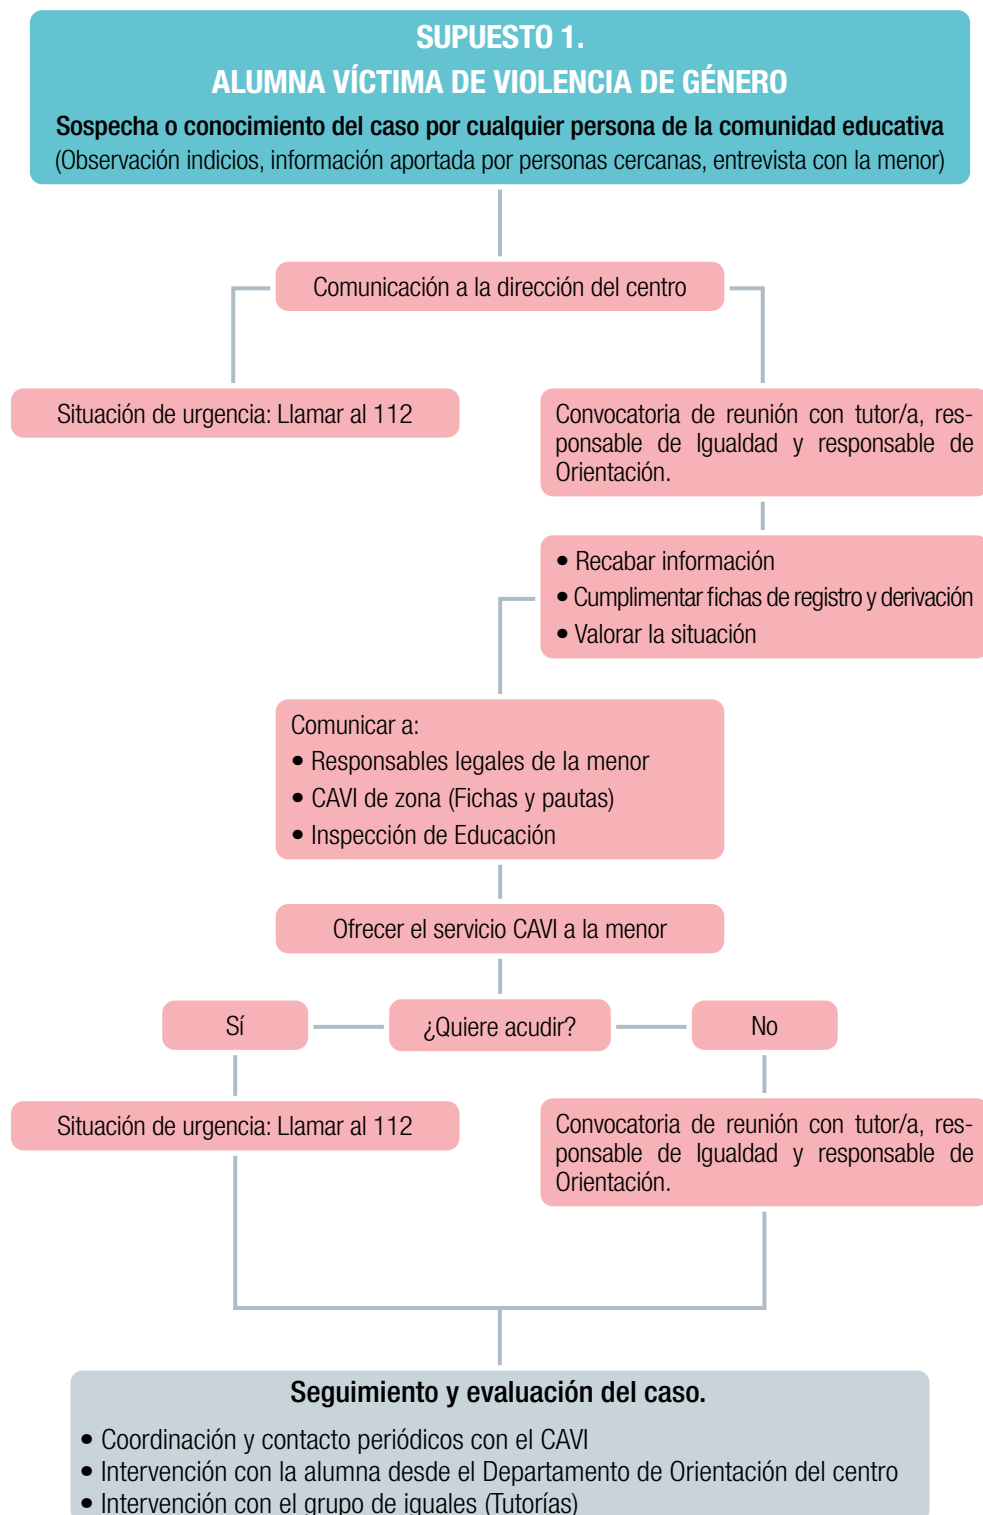 SUPUESTO 1.
ALUMNA VÍCTIMA DE VIOLENCIA DE GÉNERO
Sospecha o conocimiento del caso por cualquier persona de la comunidad educativa
(Observación indicios, información aportada por personas cercanas, entrevista con la menor)
Comunicación a la dirección del centro
Situación de urgencia: Llamar al 112
Convocatoria de reunión con tutor/a, res-
ponsable de Igualdad y responsable de
Orientación.
• Recabar información
• Cumplimentar fichas de registro y derivación
• Valorar la situación
Comunicar a:
• Responsables legales de la menor
• CAVI de zona (Fichas y pautas)
• Inspección de Educación
Ofrecer el servicio CAVI a la menor
Sí
¿Quiere acudir?
No
Situación de urgencia: Llamar al 112
Convocatoria de reunión con tutor/a, res-
ponsable de Igualdad y responsable de
Orientación.
Seguimiento y evaluación del caso.
• Coordinación y contacto periódicos con el CAVI
• Intervención con la alumna desde el Departamento de Orientación del centro
• Intervención con el grupo de iguales (Tutorías)